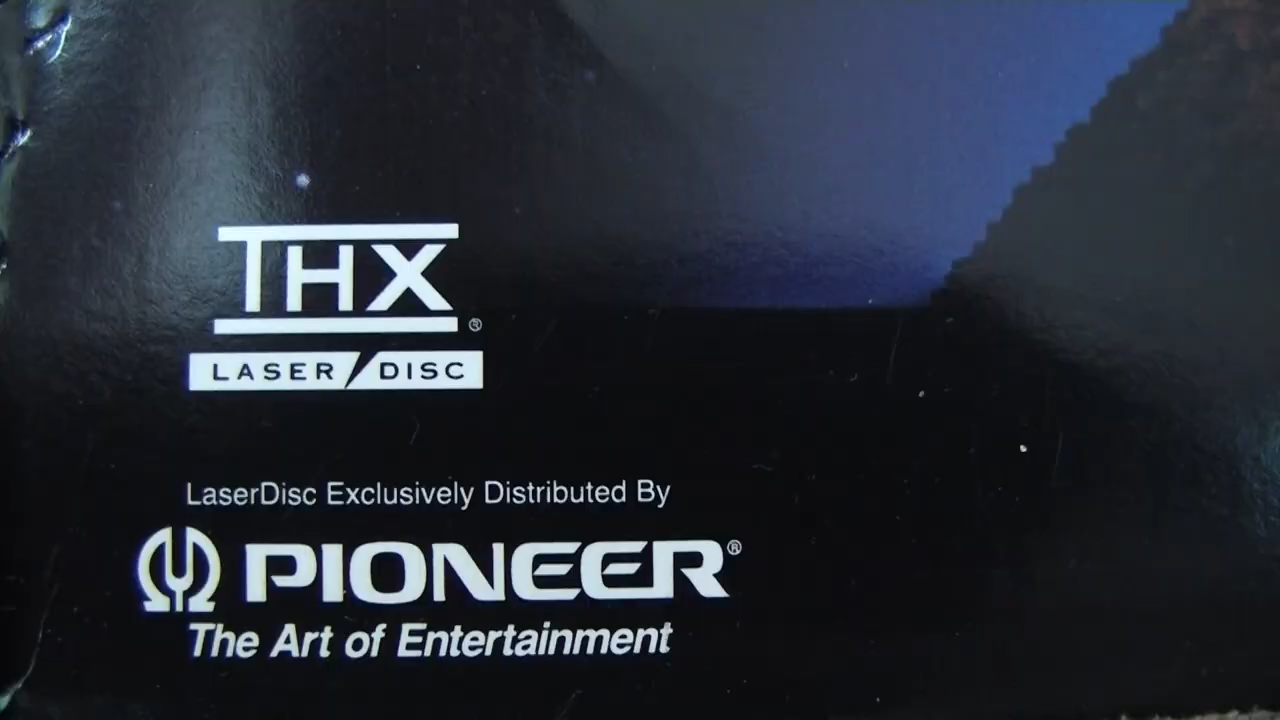 THX®
LASER DISC
LaserDisc Exclusively Distributed By
PIONEER®
The Art of Entertainment